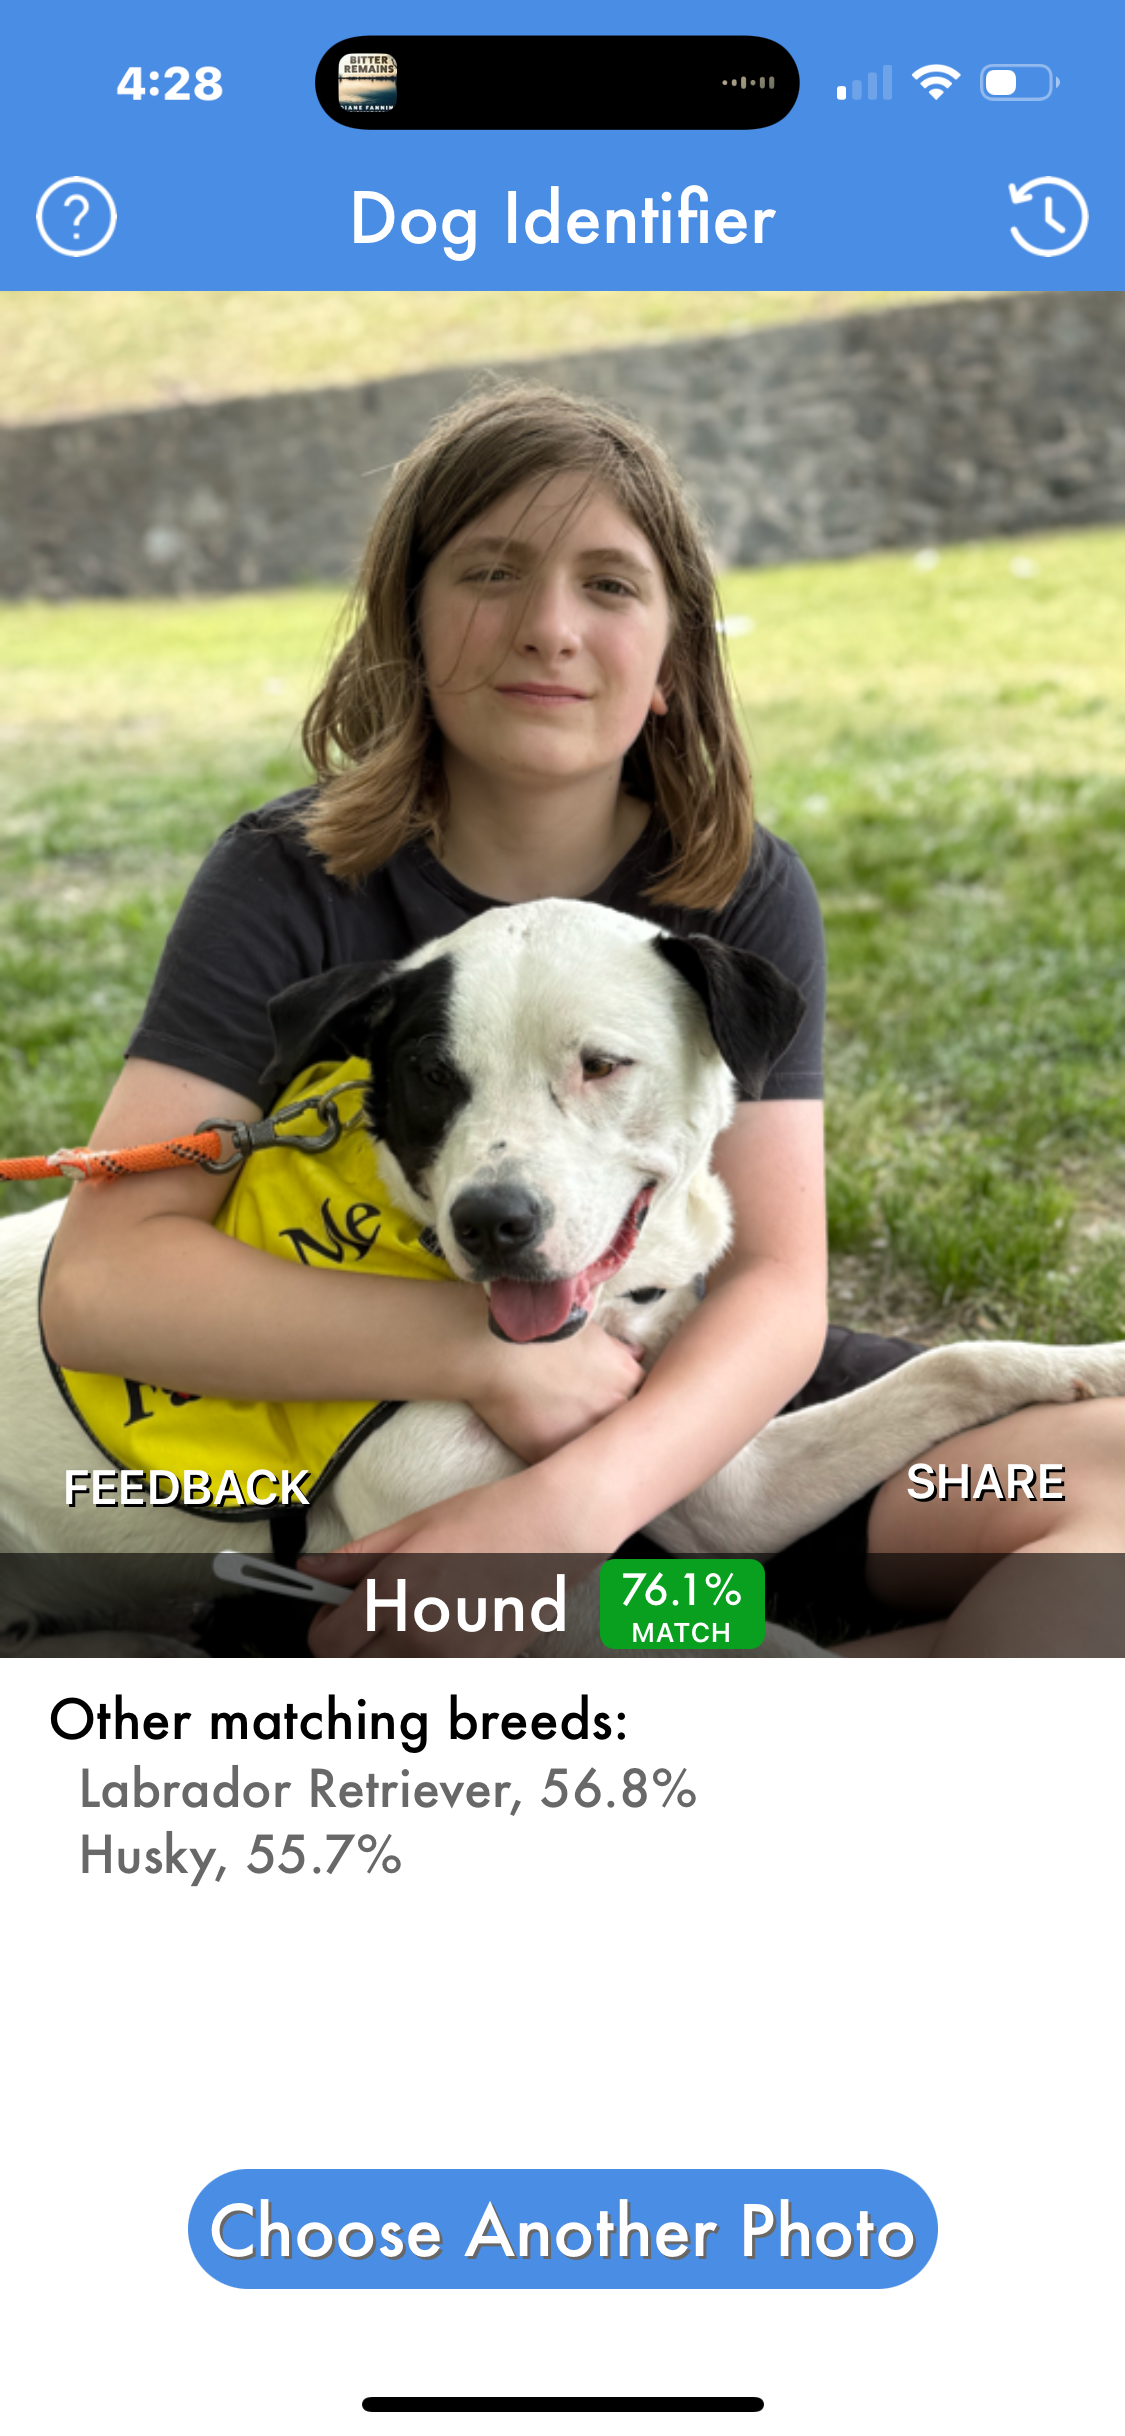 4:28
BITTER
REMAINS
DIANE FANNIN
?
Dog Identifier
Me
FEEDBACK
SHARE
Hound
76.1%
MATCH
Other matching breeds:
Labrador Retriever, 56.8%
Husky, 55.7%
Choose Another Photo